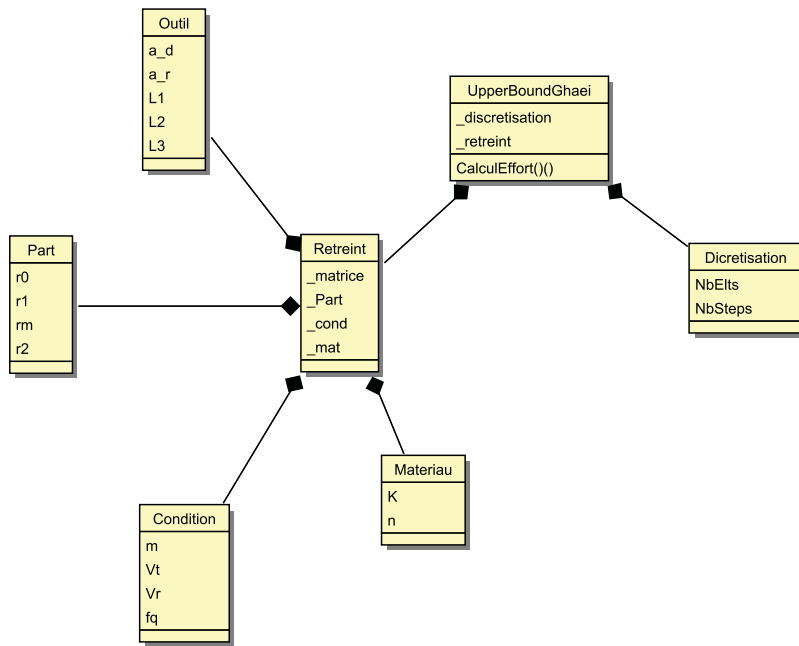 Outil
a_d
a_r
L1
L2
L3
UpperBoundGhaei
_discretisation
_retreint
CalculEffort()()
Part
r0
r1
rm
r2
Retreint
_matrice
_Part
_cond
_mat
Dicretisation
NbElts
NbSteps
Materiau
K
n
Condition
m
Vt
Vr
fq